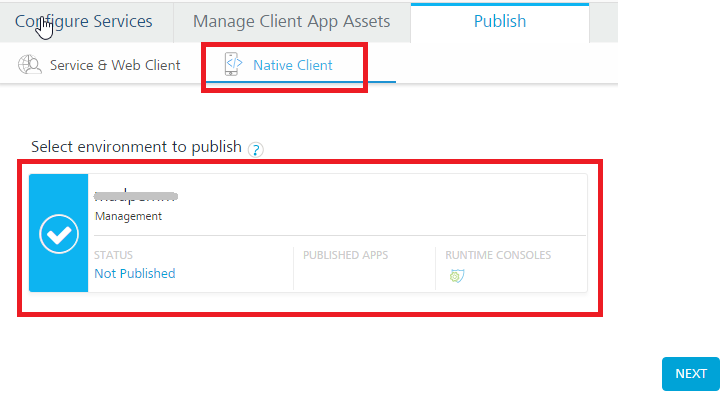 Configure Services
Manage Client App Assets
Publish
Service & Web Client
Native Client
Select environment to publish ?
Management
STATUS
PUBLISHED APPS
RUNTIME CONSOLES
Not Published
NEXT